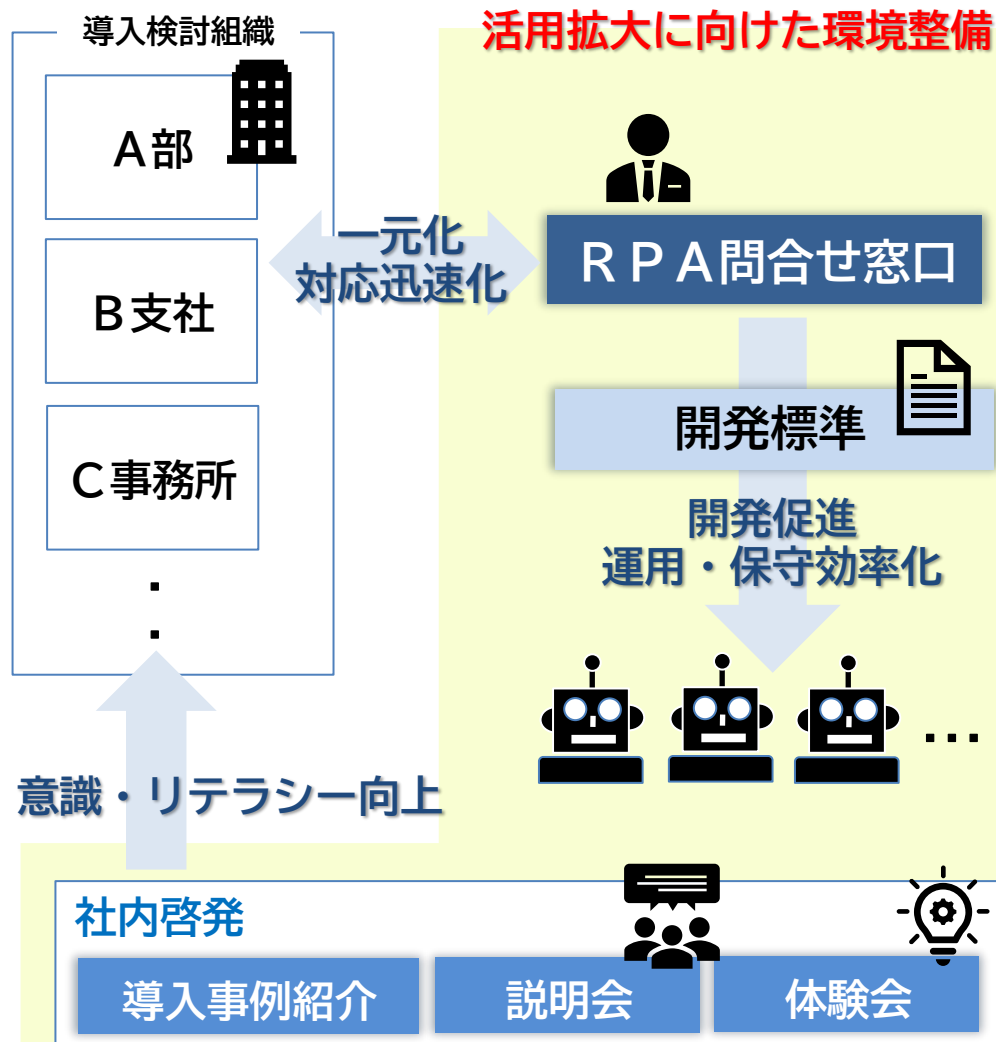 導入検討組織
活用拡大に向けた環境整備
A部
B支社
C事務所
・
・
一元化
対応迅速化
RPA問合せ窓口
開発標準
開発促進
運用・保守効率化
…
意識・リテラシー向上
社内啓発
導入事例紹介
説明会
体験会